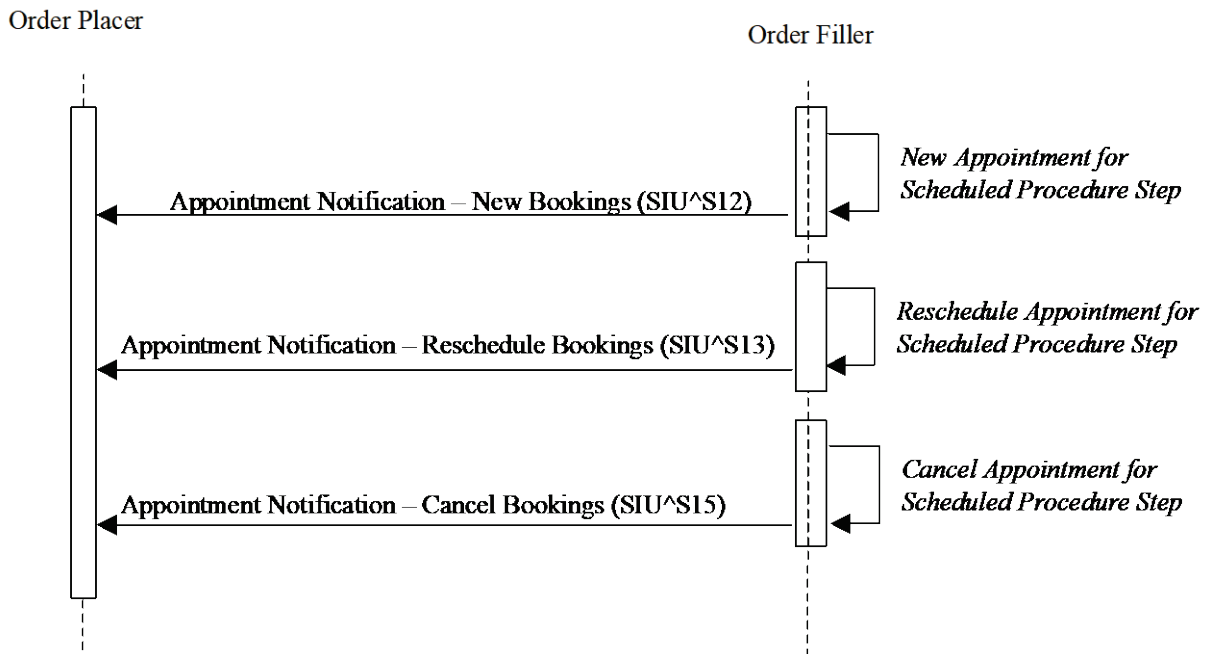 Order Placer
Order Filler
New Appointment for
Scheduled Procedure Step
Appointment Notification – New Bookings (SIU^S12)
Reschedule Appointment for
Scheduled Procedure Step
Appointment Notification – Reschedule Bookings (SIU^S13)
Cancel Appointment for
Scheduled Procedure Step
Appointment Notification – Cancel Bookings (SIU^S15)